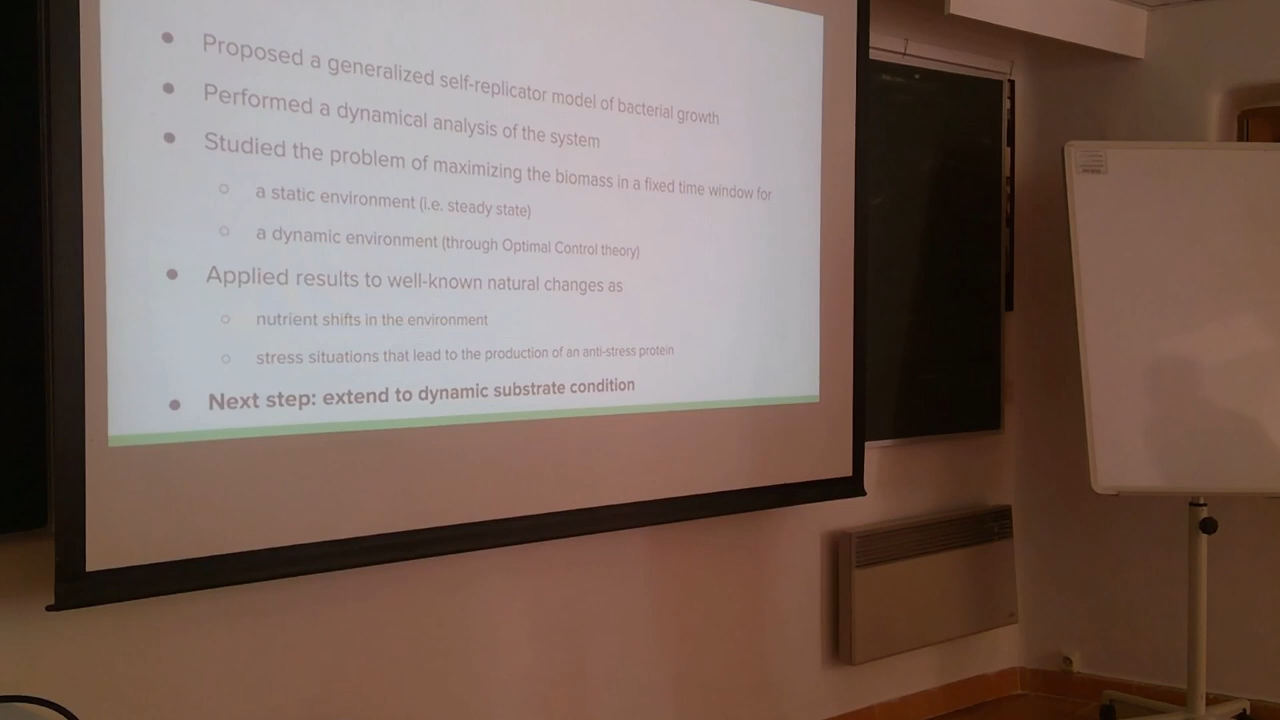 Proposed a generalized self-replicator model of bacterial growth
Performed a dynamical analysis of the system
Studied the problem of maximizing the biomass in a fixed time window for
a static environment (i.e. steady state)
a dynamic environment (through Optimal Control theory)
Applied results to well-known natural changes as
nutrient shifts in the environment
stress situations that lead to the production of an anti-stress protein
Next step: extend to dynamic substrate condition